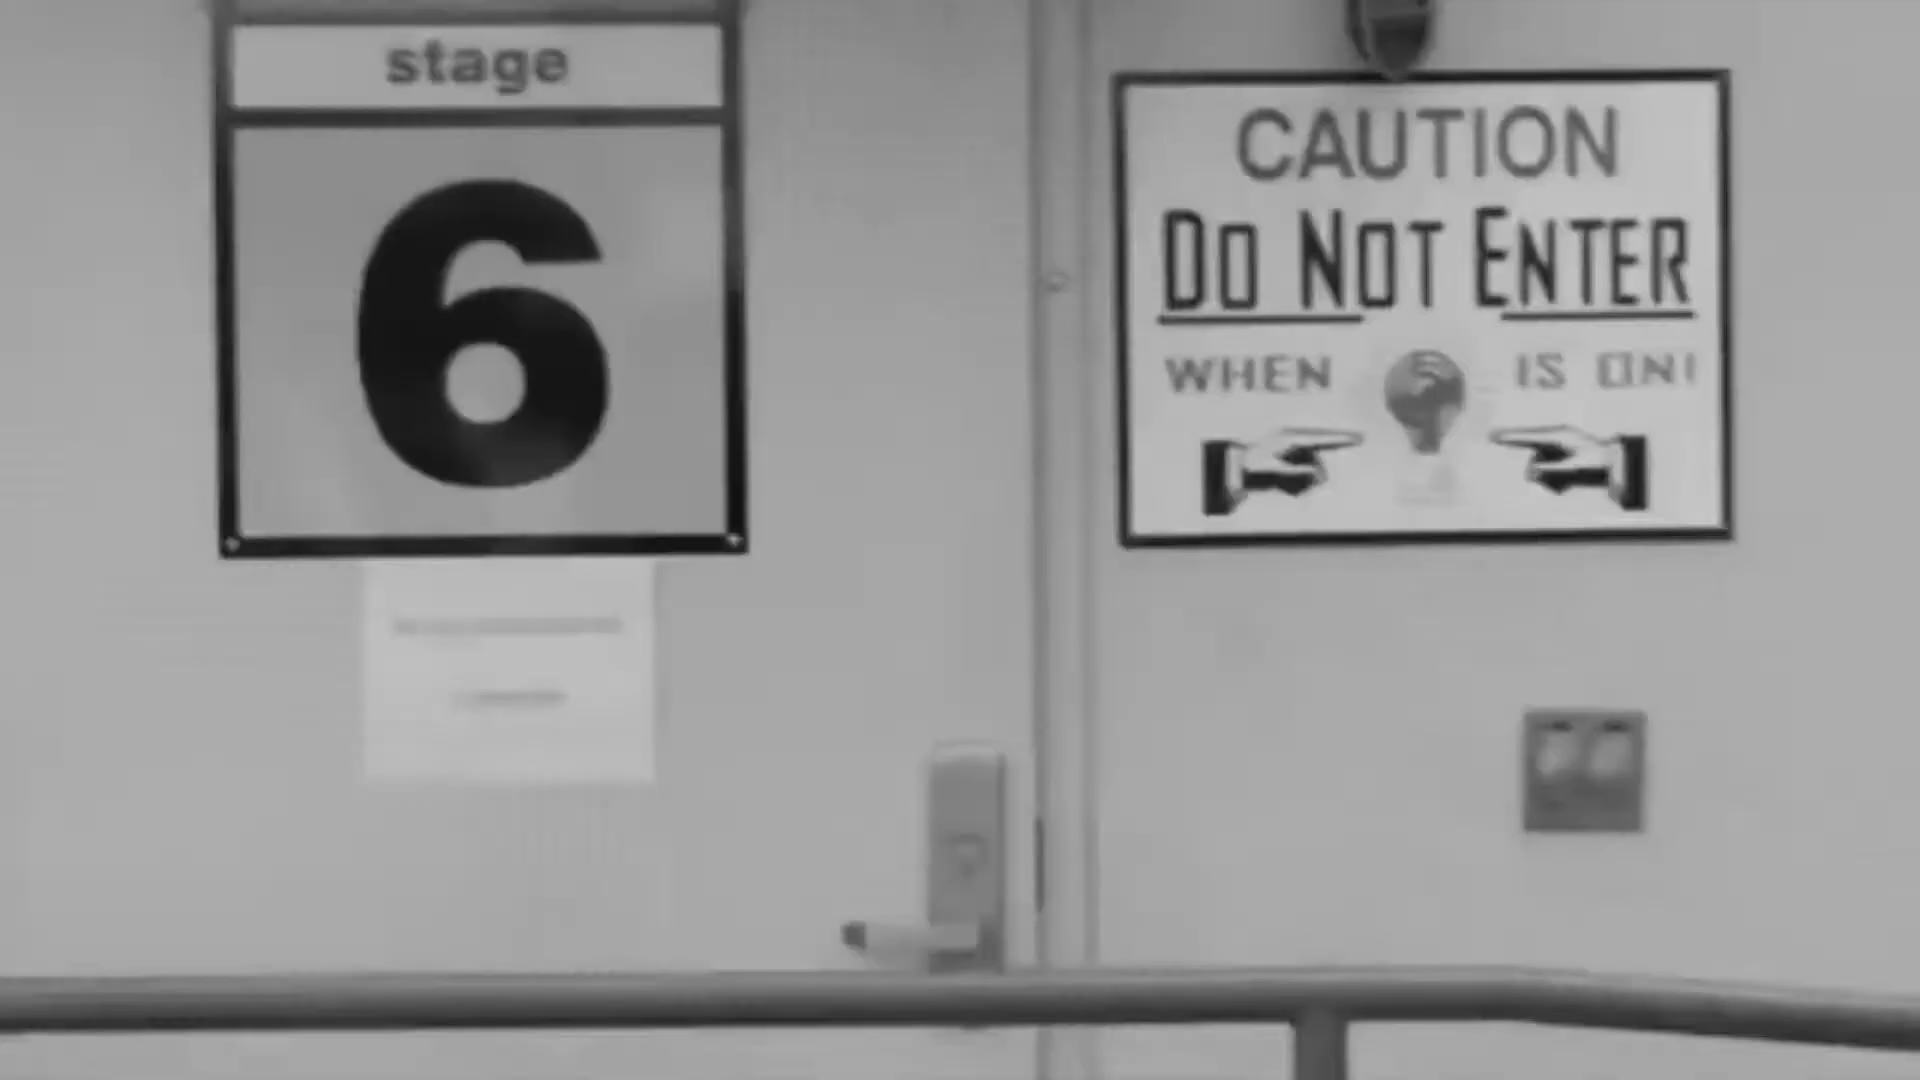 stage
6
CAUTION
DO NOT ENTER
WHEN IS ON!